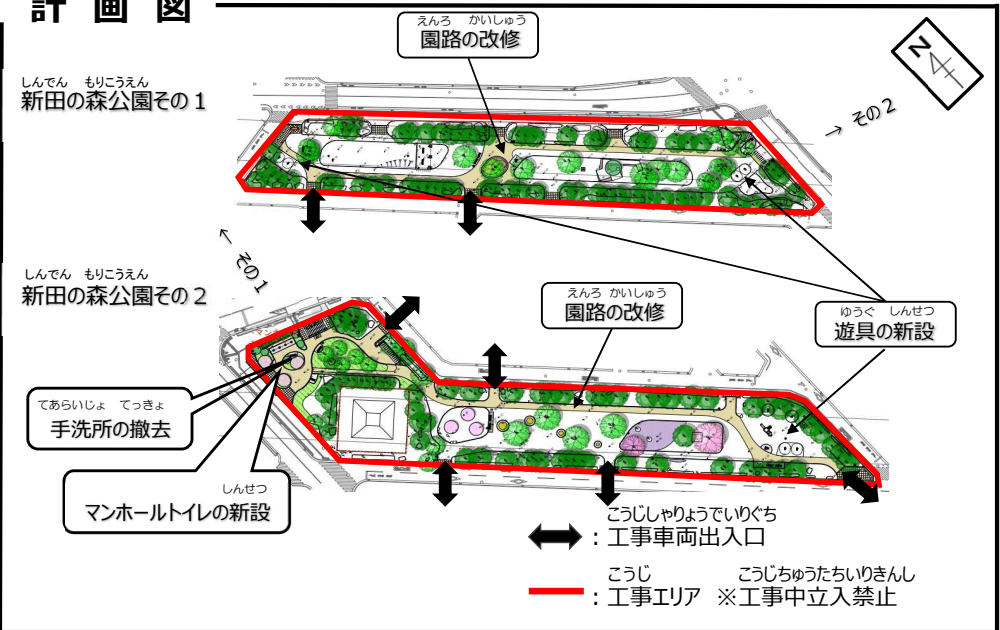 計画図
えんろ かいしゅう
園路の改修
N
しんでん もりこうえん
新田の森公園その1
→ その2
← その1
しんでん もりこうえん
新田の森公園その2
えんろ かいしゅう
園路の改修
ゆうぐ しんせつ
遊具の新設
てあらいじょ てっきょ
手洗所の撤去
しんせつ
マンホールトイレの新設
こうじしゃりょうでいりぐち
:工事車両出入口
こうじ こうじちゅうたちいりきんし
:工事エリア ※工事中立入禁止